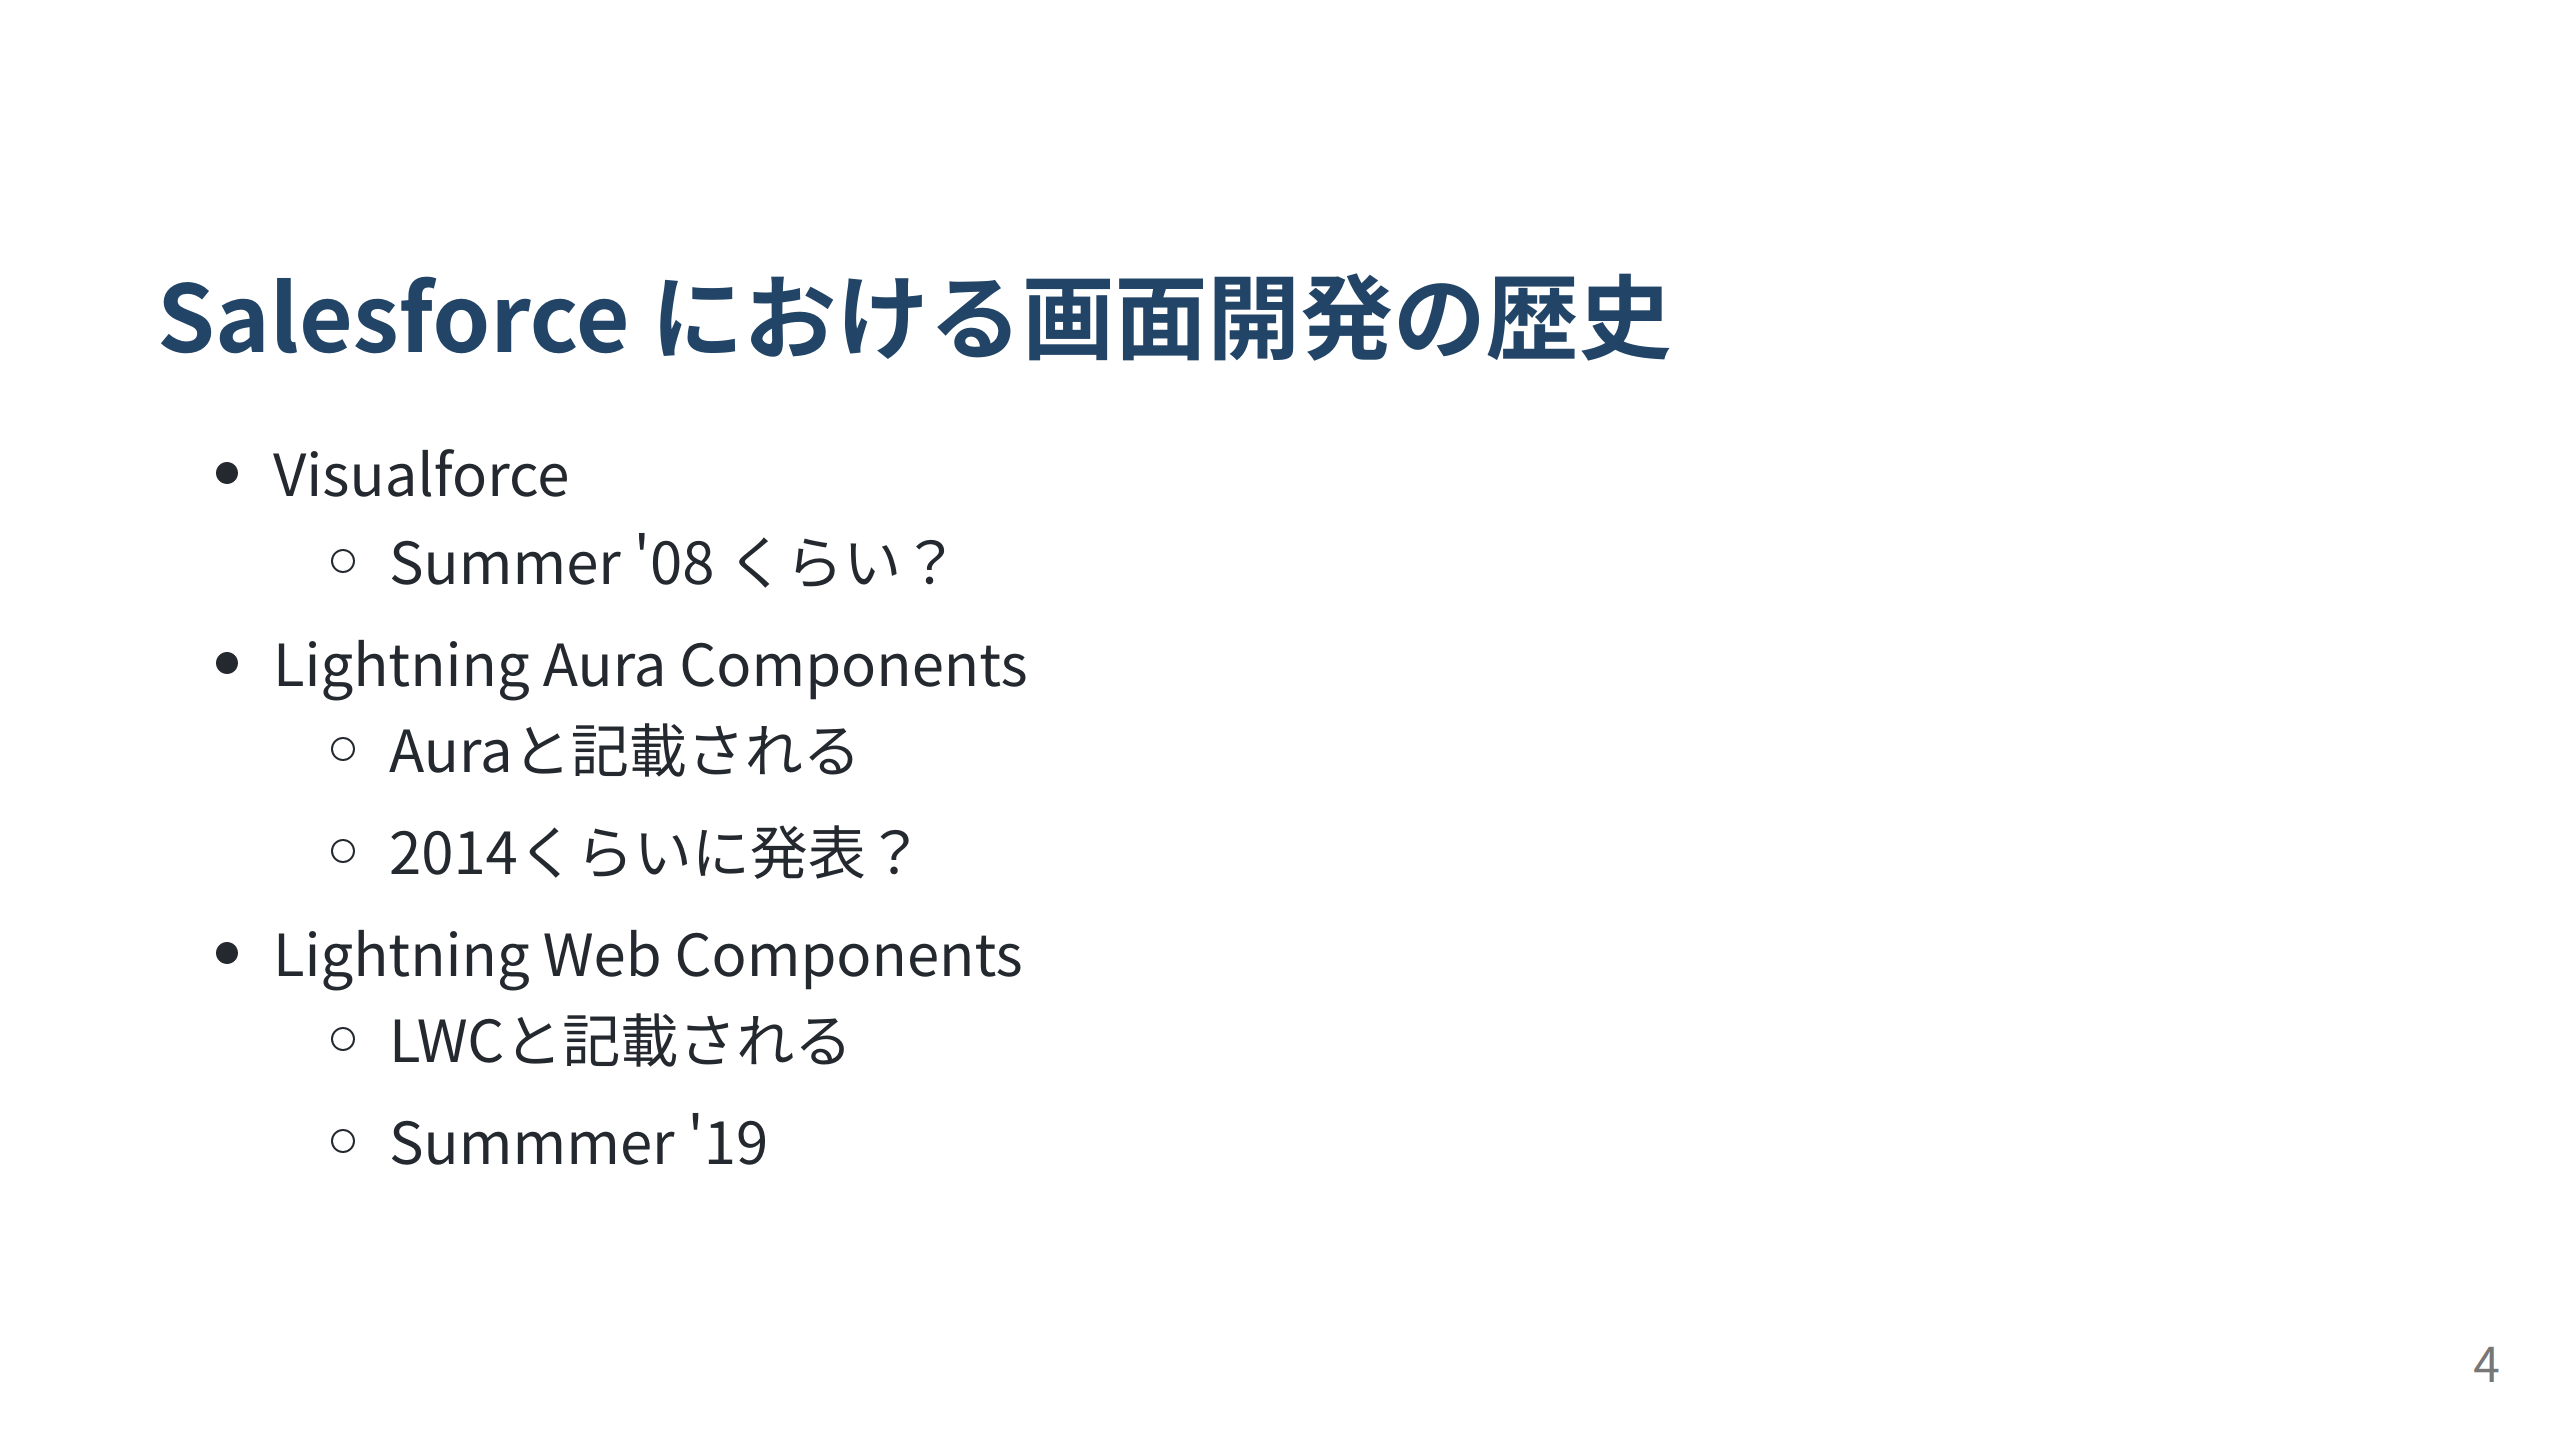 Salesforce における画面開発の歴史
Visualforce
Summer '08 くらい？
Lightning Aura Components
Auraと記載される
2014くらいに発表？
Lightning Web Components
LWCと記載される
Summmer '19
4